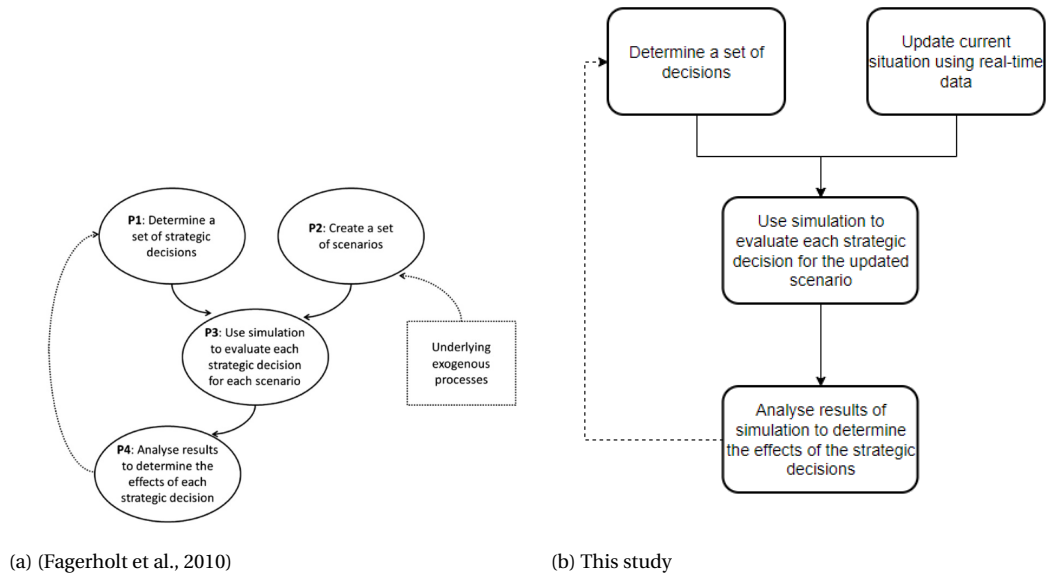 P1: Determine a
set of strategic
decisions
P2: Create a set
of scenarios
P3: Use simulation
to evaluate each
strategic decision
for each scenario
Underlying
exogenous
processes
P4: Analyse results
to determine the
effects of each
strategic decision
(a) (Fagerholt et al., 2010)
Determine a set of
decisions
Update current
situation using real-time
data
Use simulation to
evaluate each strategic
decision for the updated
scenario
Analyse results of
simulation to determine
the effects of the strategic
decisions
(b) This study